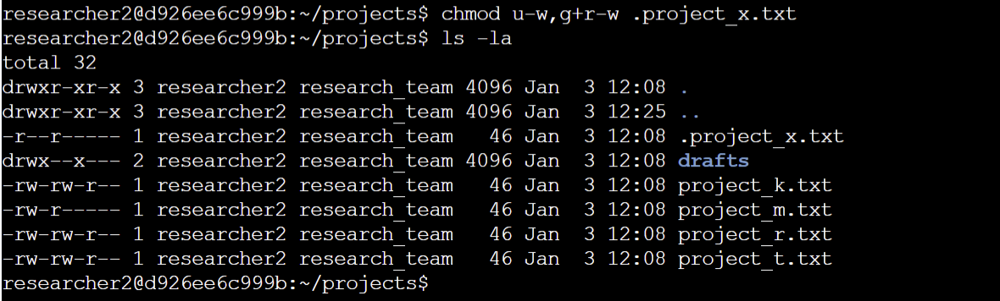 researcher2@d926ee6c999b:~/projects$ chmod u-w,g+r-w .project_x.txt
researcher2@d926ee6c999b:~/projects$ ls -la
total 32
drwxr-xr-x 3 researcher2 research_team 4096 Jan  3 12:08 .
drwxr-xr-x 3 researcher2 research_team 4096 Jan  3 12:25 ..
-r--r----- 1 researcher2 research_team   46 Jan  3 12:08 .project_x.txt
drwx--x--- 2 researcher2 research_team 4096 Jan  3 12:08 drafts
-rw-rw-r-- 1 researcher2 research_team   46 Jan  3 12:08 project_k.txt
-rw-r----- 1 researcher2 research_team   46 Jan  3 12:08 project_m.txt
-rw-rw-r-- 1 researcher2 research_team   46 Jan  3 12:08 project_r.txt
-rw-rw-r-- 1 researcher2 research_team   46 Jan  3 12:08 project_t.txt
researcher2@d926ee6c999b:~/projects$